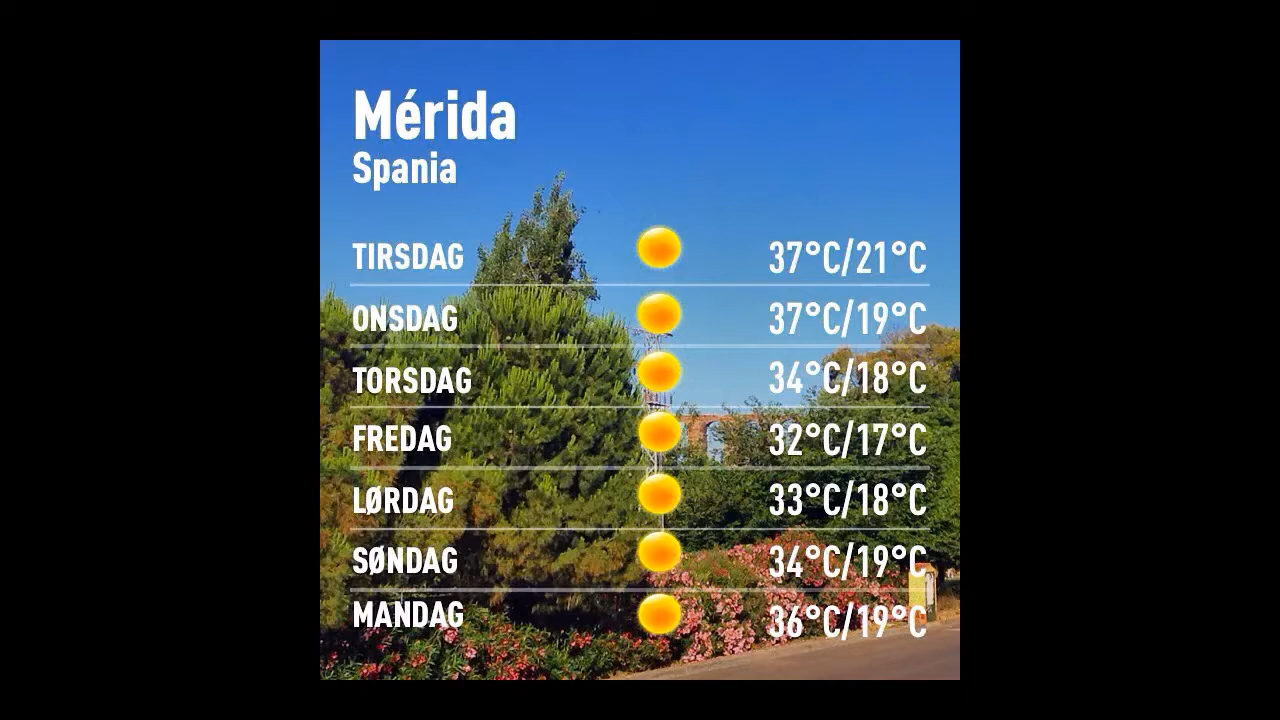 Mérida
Spania
TIRSDAG 37°C/21°C
ONSDAG 37°C/19°C
TORSDAG 34°C/18°C
FREDAG 32°C/17°C
LØRDAG 33°C/18°C
SØNDAG 34°C/19°C
MANDAG 36°C/19°C